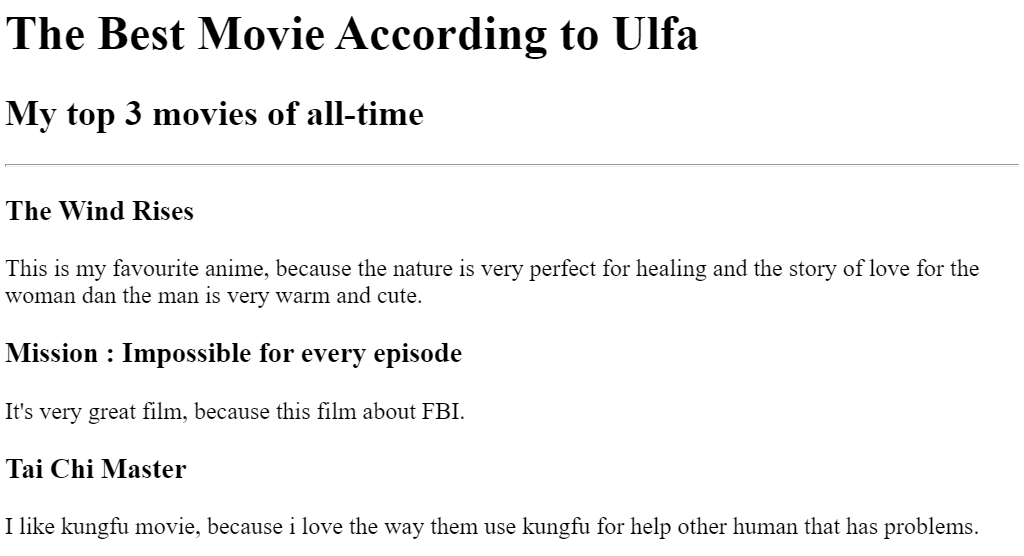 The Best Movie According to Ulfa
My top 3 movies of all-time
The Wind Rises
This is my favourite anime, because the nature is very perfect for healing and the story of love for the
woman dan the man is very warm and cute.
Mission : Impossible for every episode
It's very great film, because this film about FBI.
Tai Chi Master
I like kungfu movie, because i love the way them use kungfu for help other human that has problems.